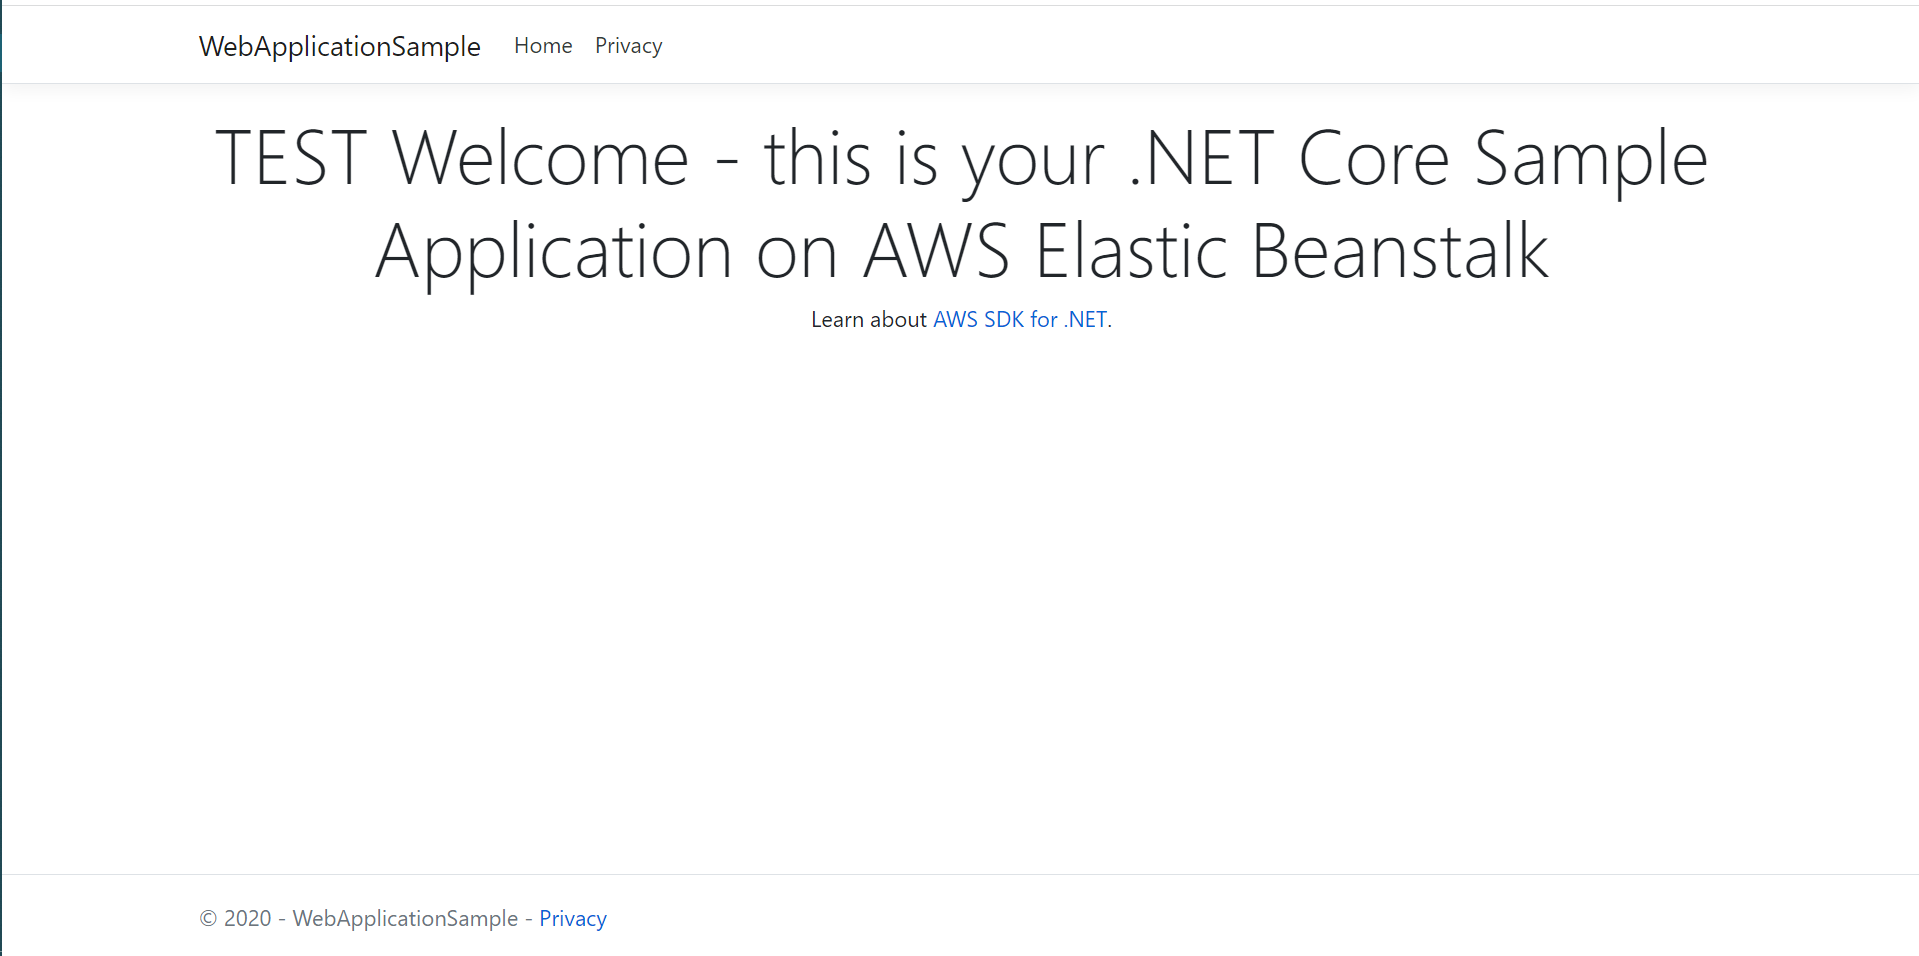 WebApplicationSample Home Privacy
TEST Welcome - this is your .NET Core Sample
Application on AWS Elastic Beanstalk
Learn about AWS SDK for .NET.
© 2020 - WebApplicationSample - Privacy